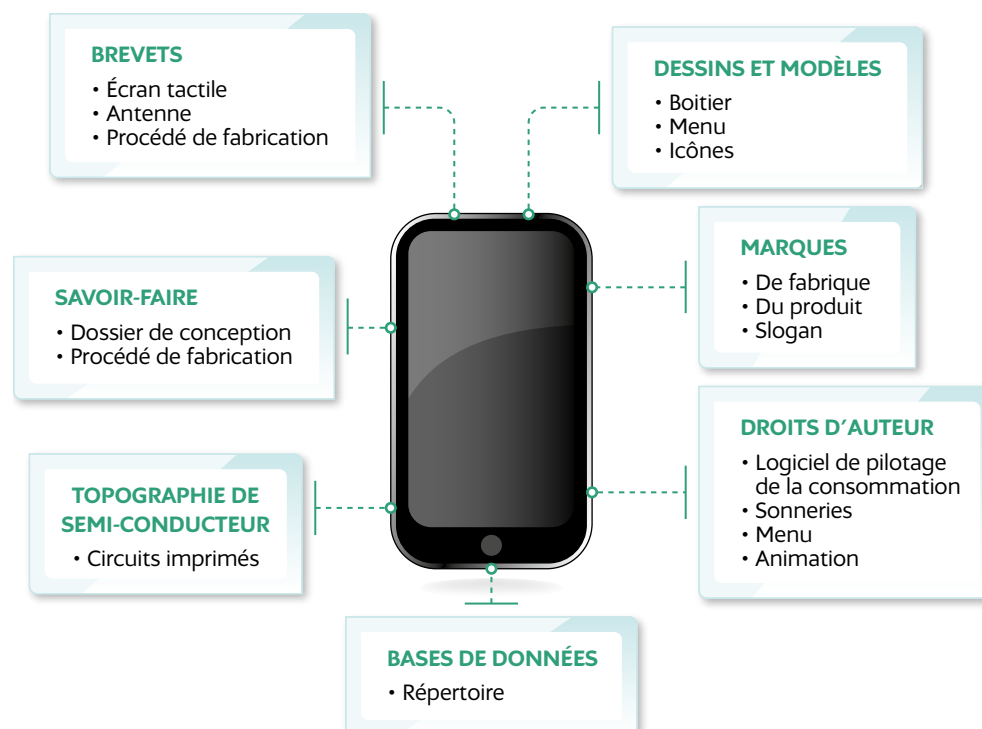 BREVETS
• Écran tactile
• Antenne
• Procédé de fabrication
DESSINS ET MODÈLES
• Boitier
• Menu
• Icônes
SAVOIR-FAIRE
• Dossier de conception
• Procédé de fabrication
MARQUES
• De fabrique
• Du produit
• Slogan
TOPOGRAPHIE DE
SEMI-CONDUCTEUR
• Circuits imprimés
DROITS D’AUTEUR
• Logiciel de pilotage
de la consommation
• Sonneries
• Menu
• Animation
BASES DE DONNÉES
• Répertoire